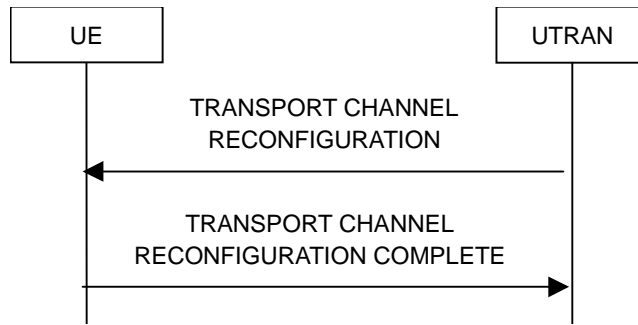 UE
UTRAN
TRANSPORT CHANNEL
RECONFIGURATION
TRANSPORT CHANNEL
RECONFIGURATION COMPLETE